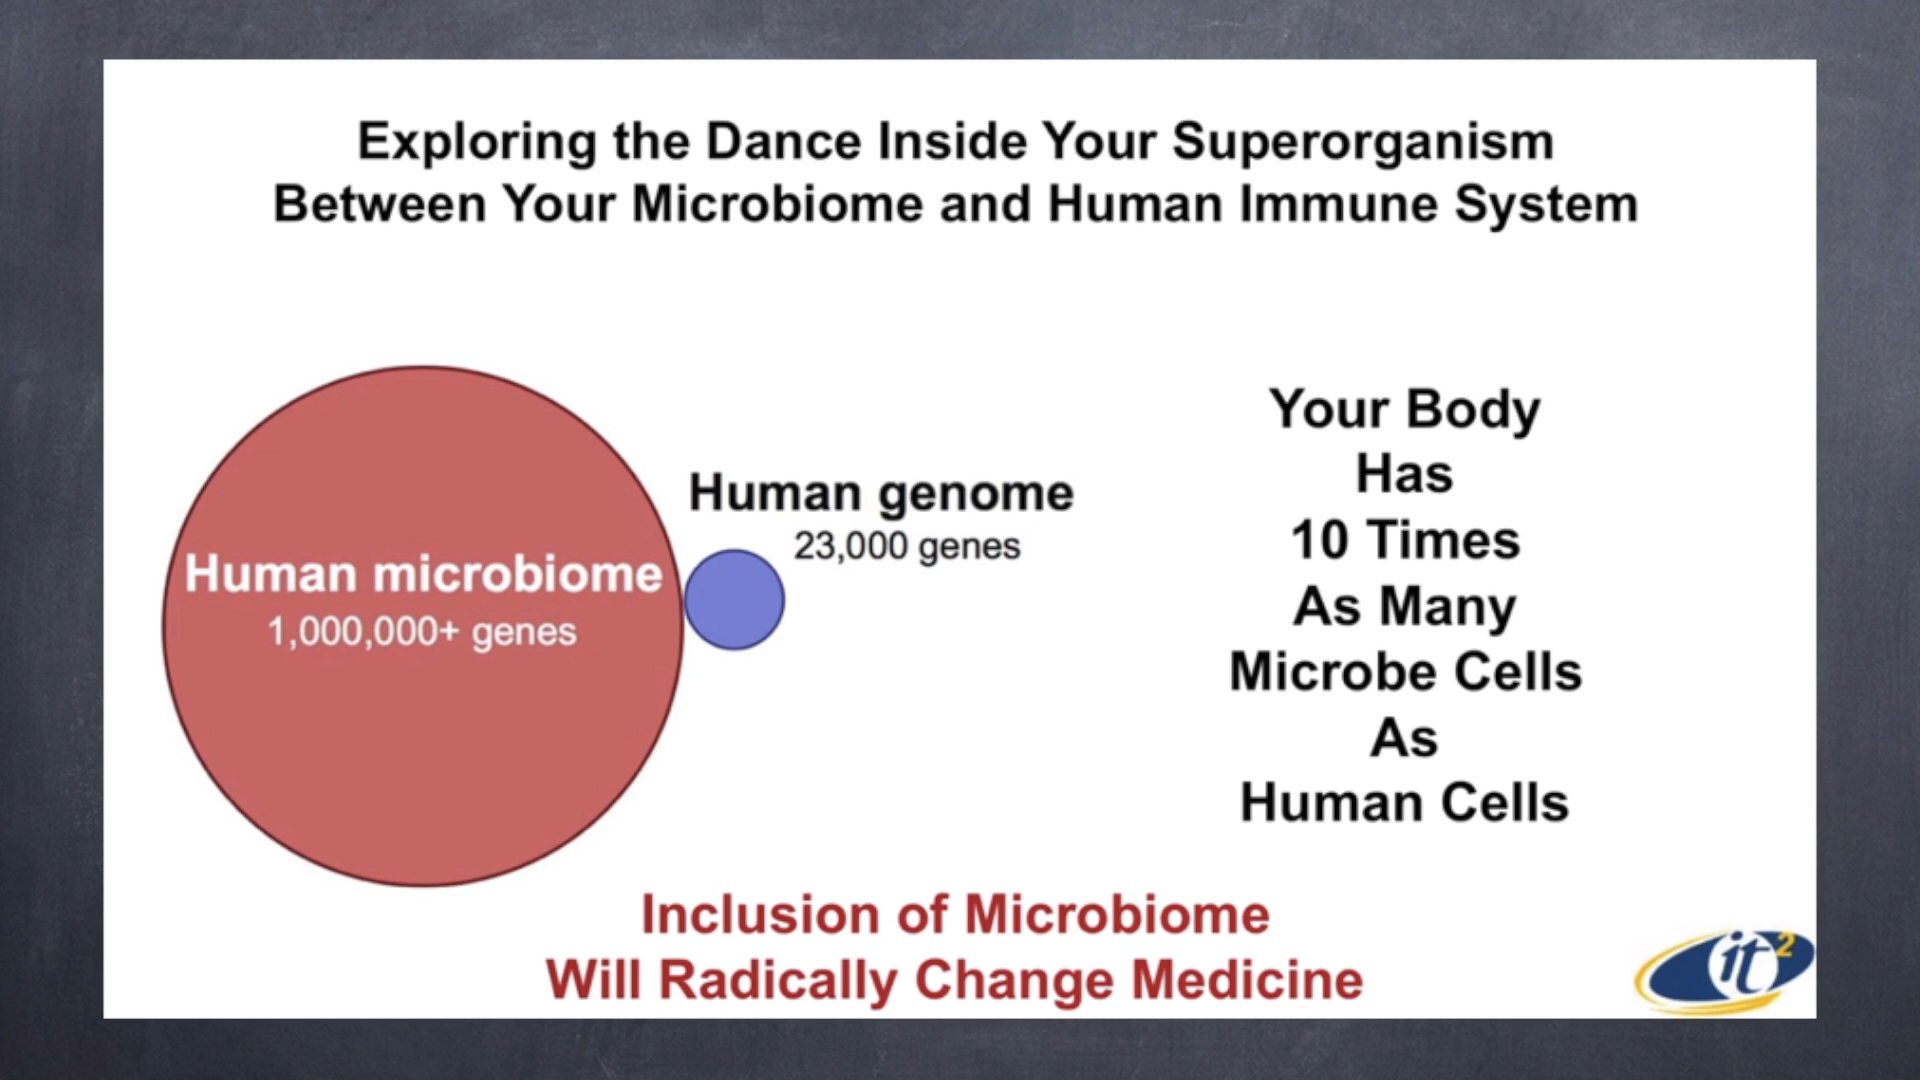 Exploring the Dance Inside Your Superorganism
Between Your Microbiome and Human Immune System
Human microbiome
1,000,000+ genes
Human genome
23,000 genes
Your Body
Has
10 Times
As Many
Microbe Cells
As
Human Cells
Inclusion of Microbiome
Will Radically Change Medicine
it2